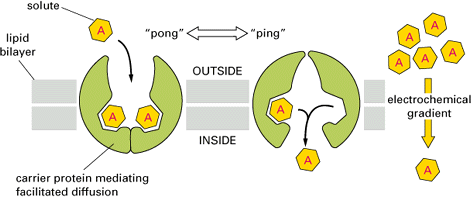 solute
A
"pong"
"ping"
A
A
A
A
A
lipid
bilayer
OUTSIDE
A
A
A
electrochemical
gradient
INSIDE
A
A
carrier protein mediating
facilitated diffusion